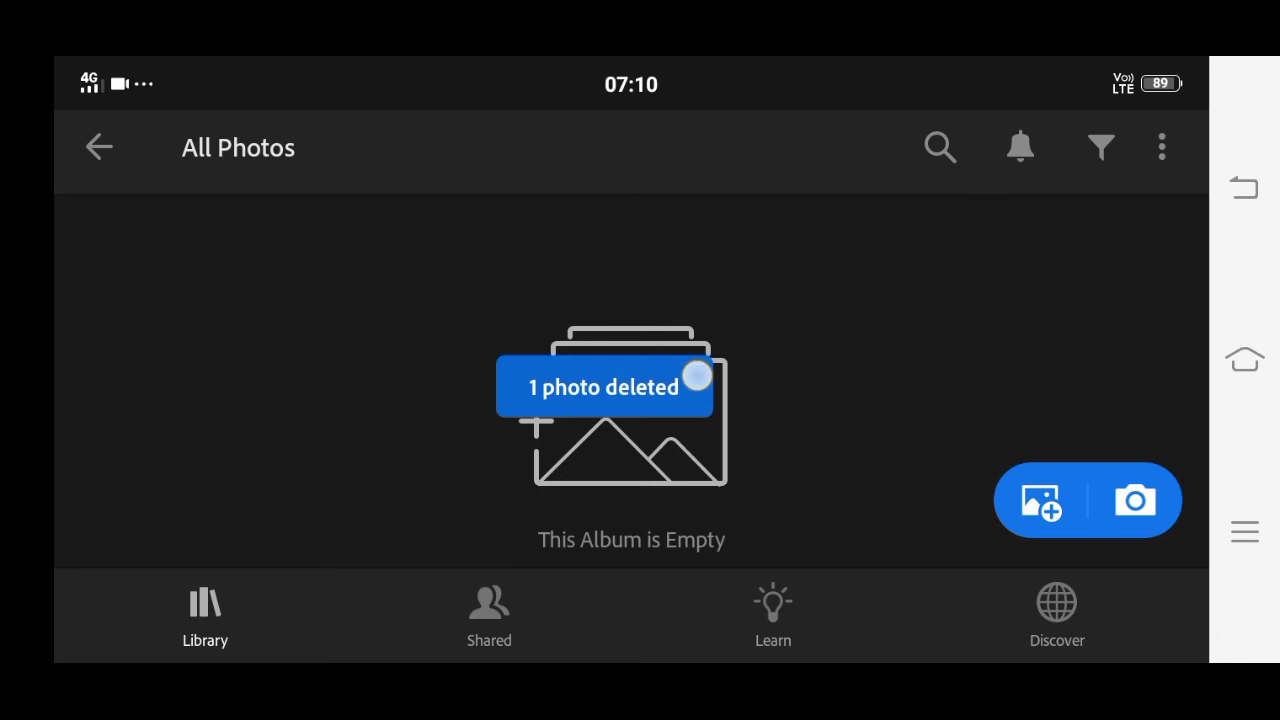 4G
07:10
Vo))
LTE
89
All Photos
1 photo deleted
This Album is Empty
Library
Shared
Learn
Discover